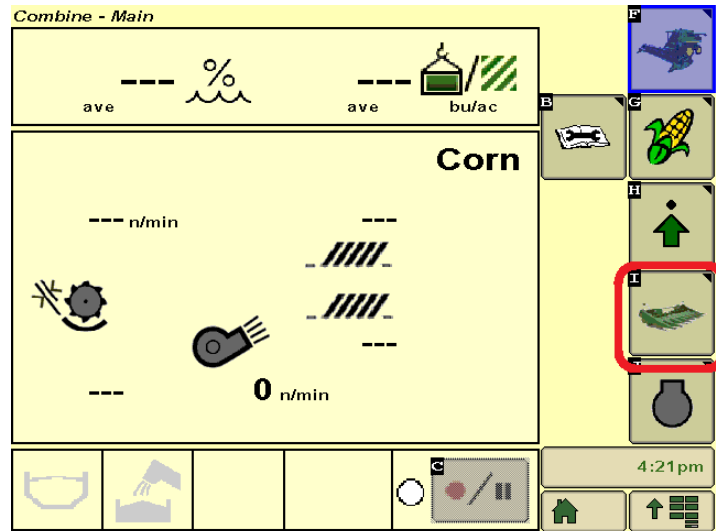 Combine - Main
F
--- % ---
ave ave bu/ac
B
G
Corn
H
--- n/min ---
I
---
--- 0 n/min
C
4:21pm